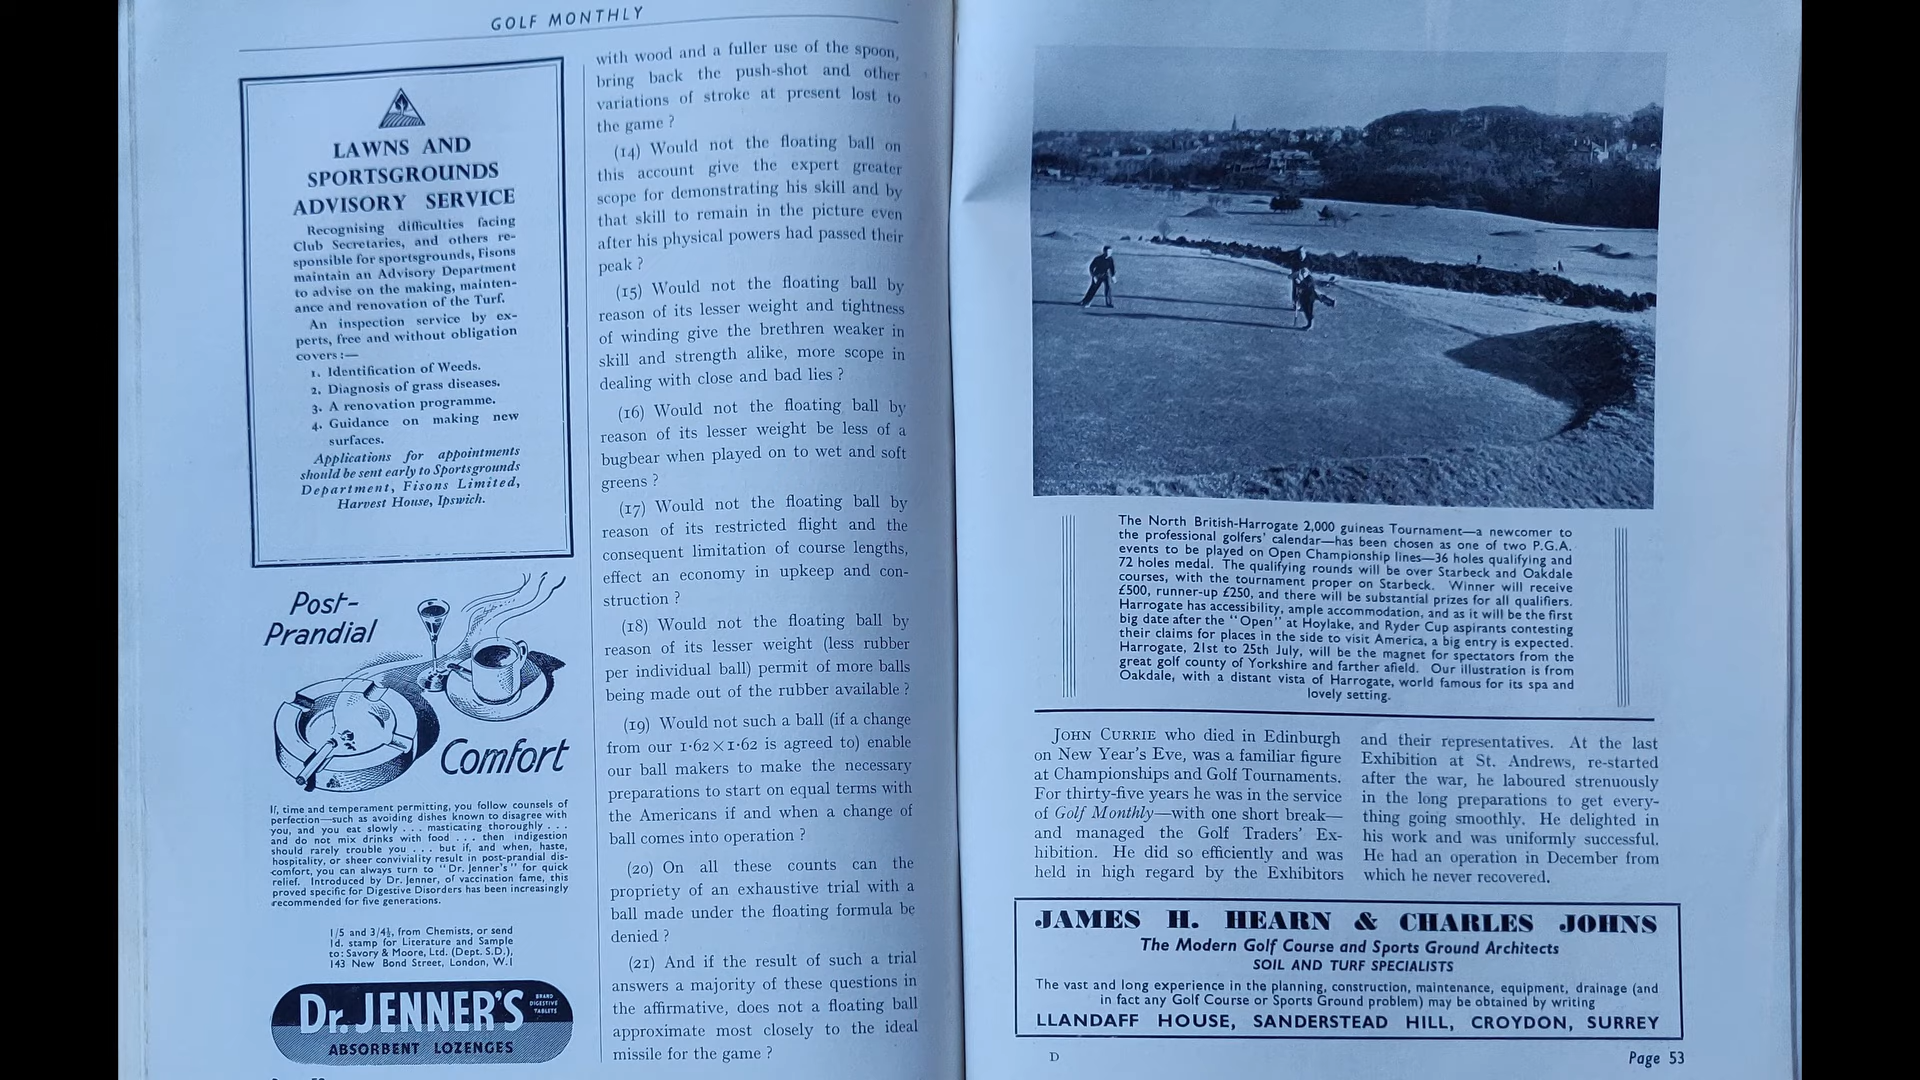 GOLF MONTHLY
LAWNS AND
SPORTSGROUNDS
ADVISORY SERVICE
Recognising difficulties facing
Club Secretaries, and others re-
sponsible for sportsgrounds, Fisons
maintain an Advisory Department
to advise on the making, mainten-
ance and renovation of the Turf.
An inspection service by ex-
perts, free and without obligation
covers:—
1. Identification of Weeds.
2. Diagnosis of grass diseases.
3. A renovation programme.
4. Guidance on making new
surfaces.
Applications for appointments
should be sent early to Sportsgrounds
Department, Fisons Limited,
Harvest House, Ipswich.
Post-
Prandial
Comfort
If, time and temperament permitting, you follow counsels of
perfection—such as avoiding dishes known to disagree with
you, and you eat slowly . . . masticating thoroughly . . .
and do not mix drinks with food . . . then indigestion
should rarely trouble you . . . but if, and when, haste,
hospitality, or sheer conviviality result in post-prandial dis-
comfort, you can always turn to "Dr. Jenner's" for quick
relief. Introduced by Dr. Jenner, of vaccination fame, this
proved specific for Digestive Disorders has been increasingly
recommended for five generations.
1/5 and 3/4½, from Chemists, or send
1d. stamp for Literature and Sample
to: Savory & Moore, Ltd. (Dept. S.D.),
143 New Bond Street, London, W.1
Dr. JENNER'S
BRAND
DIGESTIVE
TABLETS
ABSORBENT LOZENGES
with wood and a fuller use of the spoon,
bring back the push-shot and other
variations of stroke at present lost to
the game ?
(14) Would not the floating ball on
this account give the expert greater
scope for demonstrating his skill and by
that skill to remain in the picture even
after his physical powers had passed their
peak ?
(15) Would not the floating ball by
reason of its lesser weight and tightness
of winding give the brethren weaker in
skill and strength alike, more scope in
dealing with close and bad lies ?
(16) Would not the floating ball by
reason of its lesser weight be less of a
bugbear when played on to wet and soft
greens ?
(17) Would not the floating ball by
reason of its restricted flight and the
consequent limitation of course lengths,
effect an economy in upkeep and con-
struction ?
(18) Would not the floating ball by
reason of its lesser weight (less rubber
per individual ball) permit of more balls
being made out of the rubber available ?
(19) Would not such a ball (if a change
from our 1·62×1·62 is agreed to) enable
our ball makers to make the necessary
preparations to start on equal terms with
the Americans if and when a change of
ball comes into operation ?
(20) On all these counts can the
propriety of an exhaustive trial with a
ball made under the floating formula be
denied ?
(21) And if the result of such a trial
answers a majority of these questions in
the affirmative, does not a floating ball
approximate most closely to the ideal
missile for the game ?
The North British-Harrogate 2,000 guineas Tournament—a newcomer to
the professional golfers' calendar—has been chosen as one of two P.G.A.
events to be played on Open Championship lines—36 holes qualifying and
72 holes medal. The qualifying rounds will be over Starbeck and Oakdale
courses, with the tournament proper on Starbeck. Winner will receive
£500, runner-up £250, and there will be substantial prizes for all qualifiers.
Harrogate has accessibility, ample accommodation, and as it will be the first
big date after the "Open" at Hoylake, and Ryder Cup aspirants contesting
their claims for places in the side to visit America, a big entry is expected.
Harrogate, 21st to 25th July, will be the magnet for spectators from the
great golf county of Yorkshire and farther afield. Our illustration is from
Oakdale, with a distant vista of Harrogate, world famous for its spa and
lovely setting.
JOHN CURRIE who died in Edinburgh
on New Year's Eve, was a familiar figure
at Championships and Golf Tournaments.
For thirty-five years he was in the service
of Golf Monthly—with one short break—
and managed the Golf Traders' Ex-
hibition. He did so efficiently and was
held in high regard by the Exhibitors
and their representatives. At the last
Exhibition at St. Andrews, re-started
after the war, he laboured strenuously
in the long preparations to get every-
thing going smoothly. He delighted in
his work and was uniformly successful.
He had an operation in December from
which he never recovered.
JAMES H. HEARN & CHARLES JOHNS
The Modern Golf Course and Sports Ground Architects
SOIL AND TURF SPECIALISTS
The vast and long experience in the planning, construction, maintenance, equipment, drainage (and
in fact any Golf Course or Sports Ground problem) may be obtained by writing
LLANDAFF HOUSE, SANDERSTEAD HILL, CROYDON, SURREY
D
Page 53